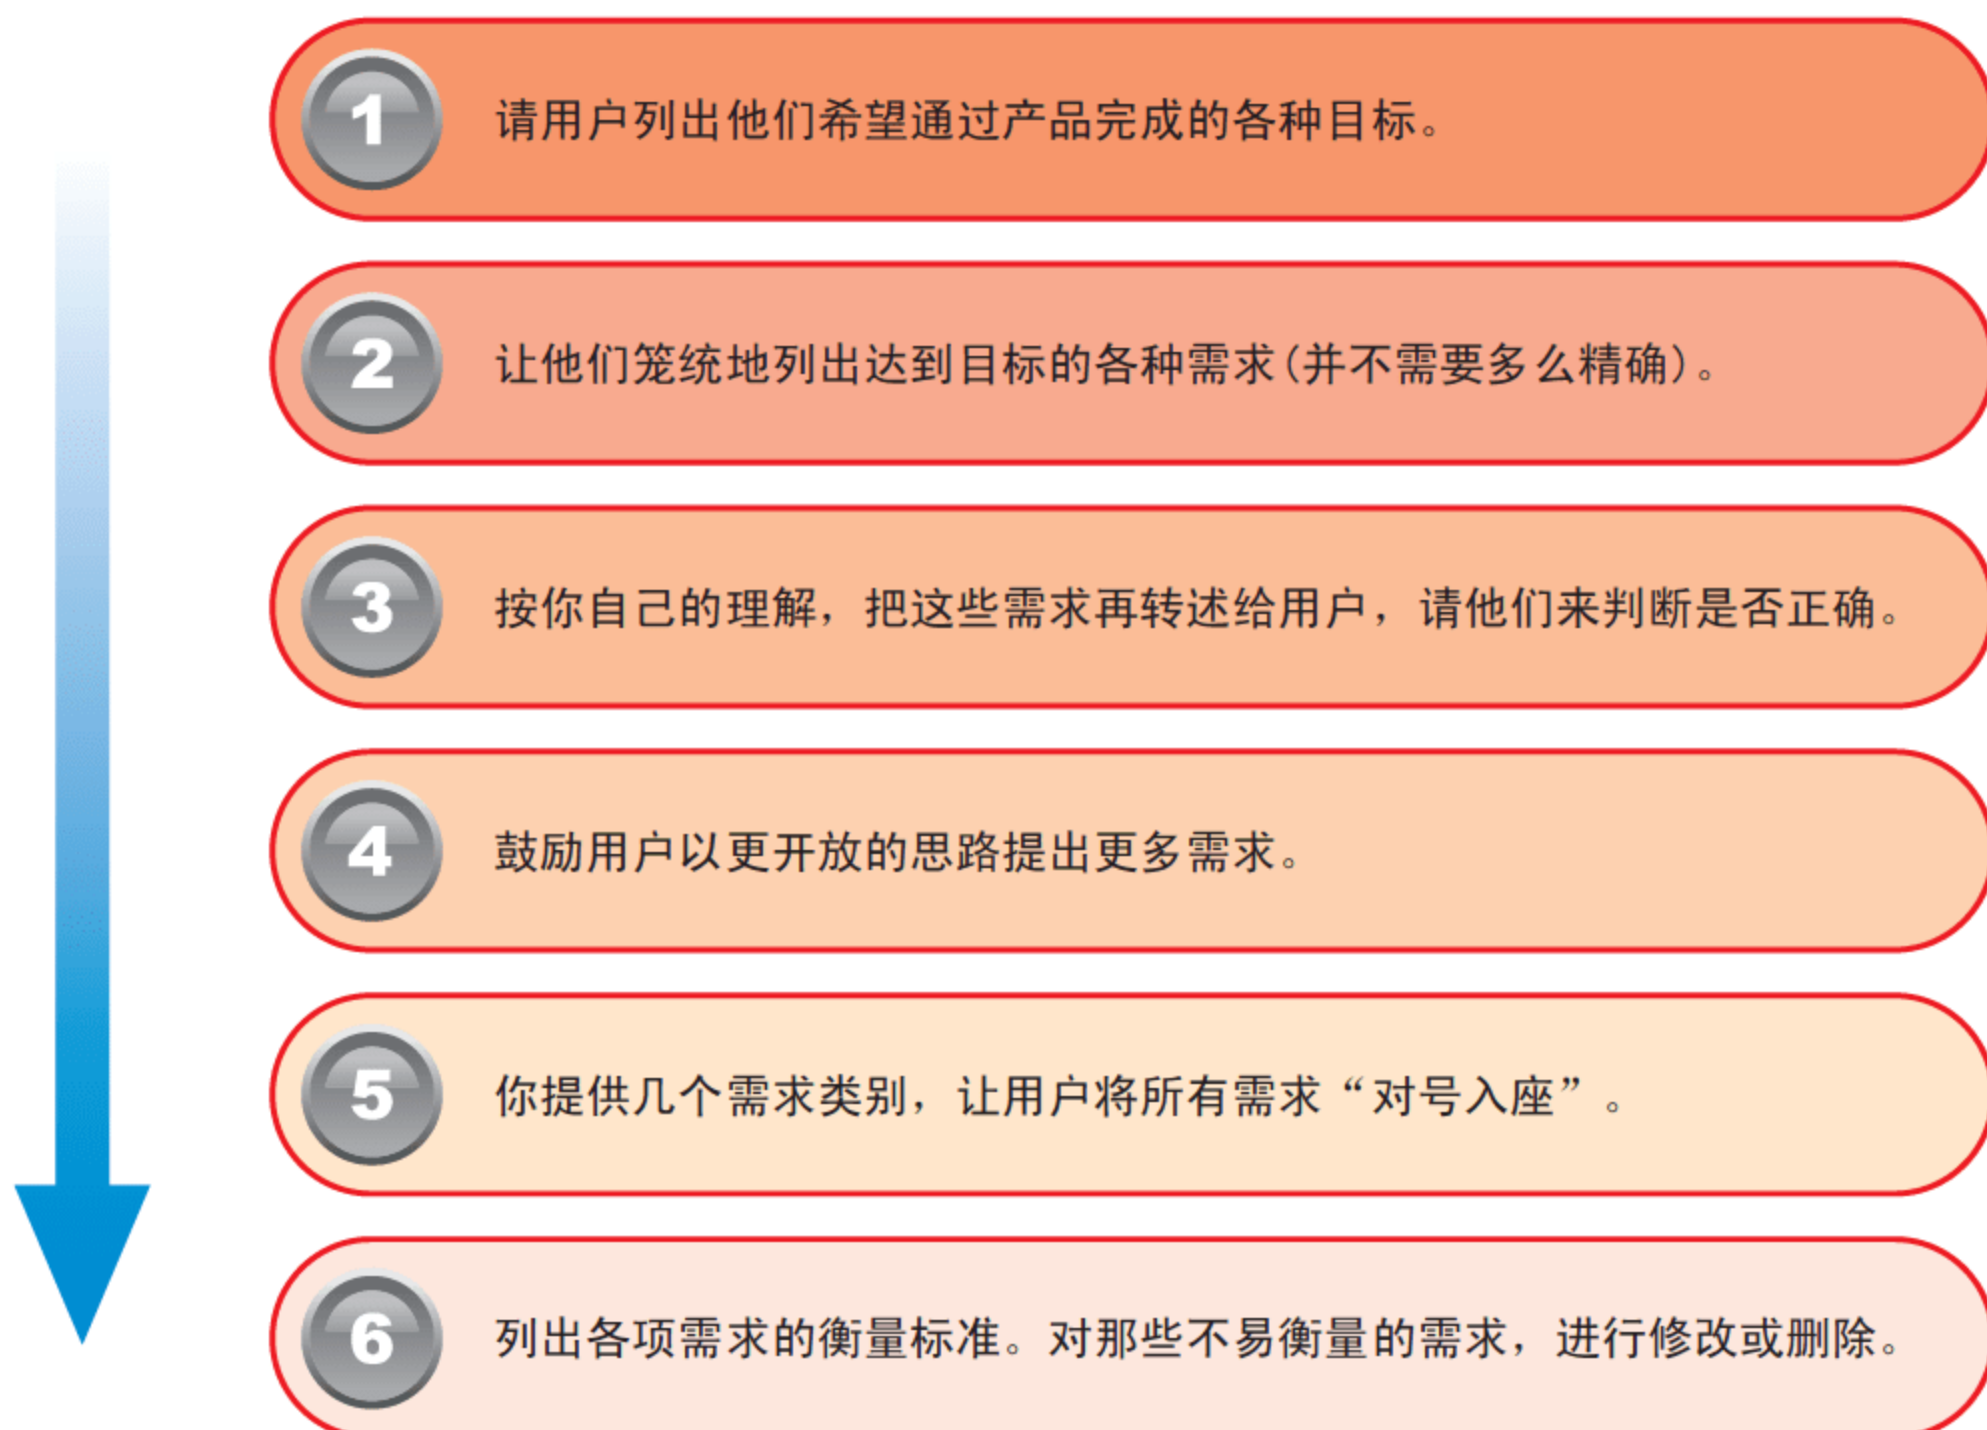 1 请用户列出他们希望通过产品完成的各种目标。
2 让他们笼统地列出达到目标的各种需求(并不需要多么精确)。
3 按你自己的理解，把这些需求再转述给用户，请他们来判断是否正确。
4 鼓励用户以更开放的思路提出更多需求。
5 你提供几个需求类别，让用户将所有需求“对号入座”。
6 列出各项需求的衡量标准。对那些不易衡量的需求，进行修改或删除。